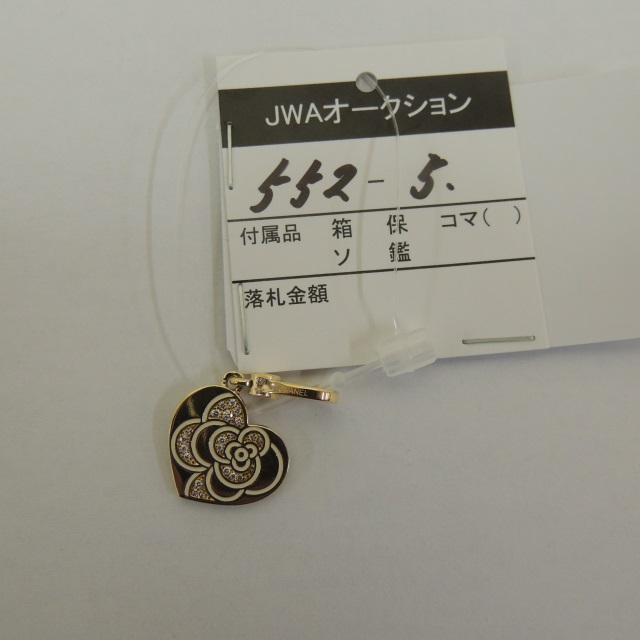 JWAオークション
552-5.
付属品 箱 保 コマ( )
ソ 鑑
落札金額
CHANEL